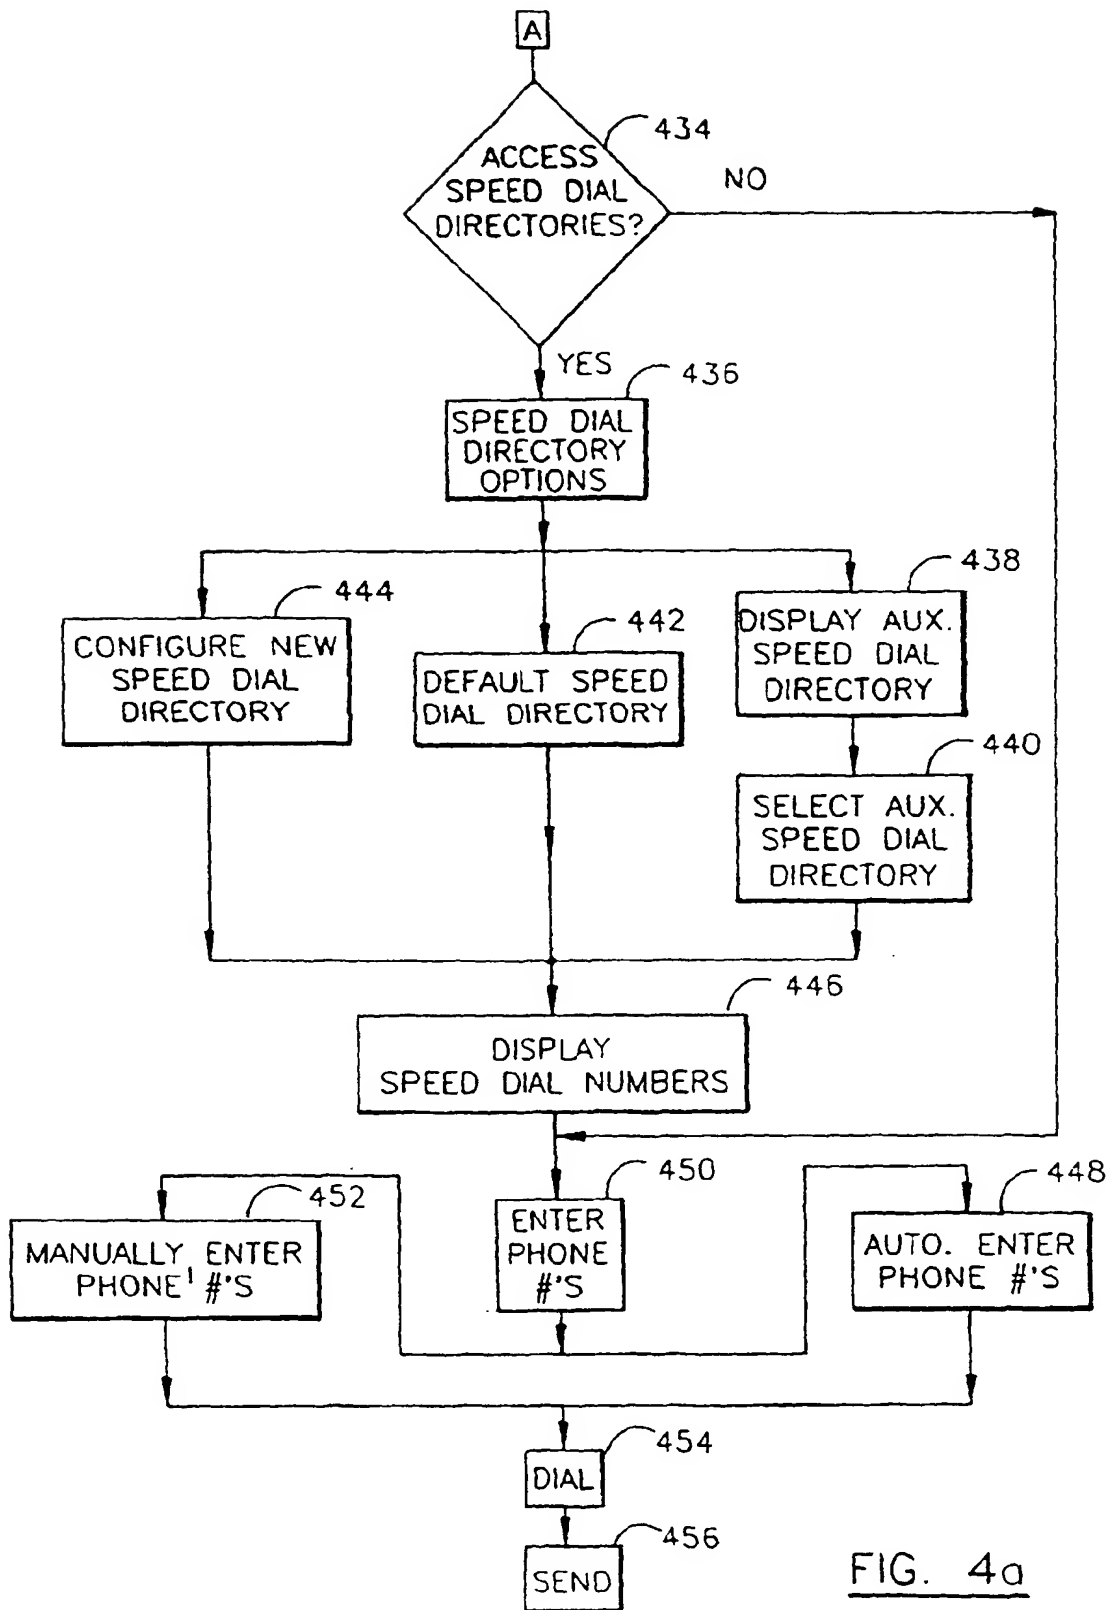 A
434
ACCESS
SPEED DIAL
DIRECTORIES?
NO
YES
436
SPEED DIAL
DIRECTORY
OPTIONS
444
CONFIGURE NEW
SPEED DIAL
DIRECTORY
442
DEFAULT SPEED
DIAL DIRECTORY
438
DISPLAY AUX.
SPEED DIAL
DIRECTORY
440
SELECT AUX.
SPEED DIAL
DIRECTORY
446
DISPLAY
SPEED DIAL NUMBERS
452
MANUALLY ENTER
PHONE #'S
450
ENTER
PHONE
#'S
448
AUTO. ENTER
PHONE #'S
454
DIAL
456
SEND
FIG. 4a